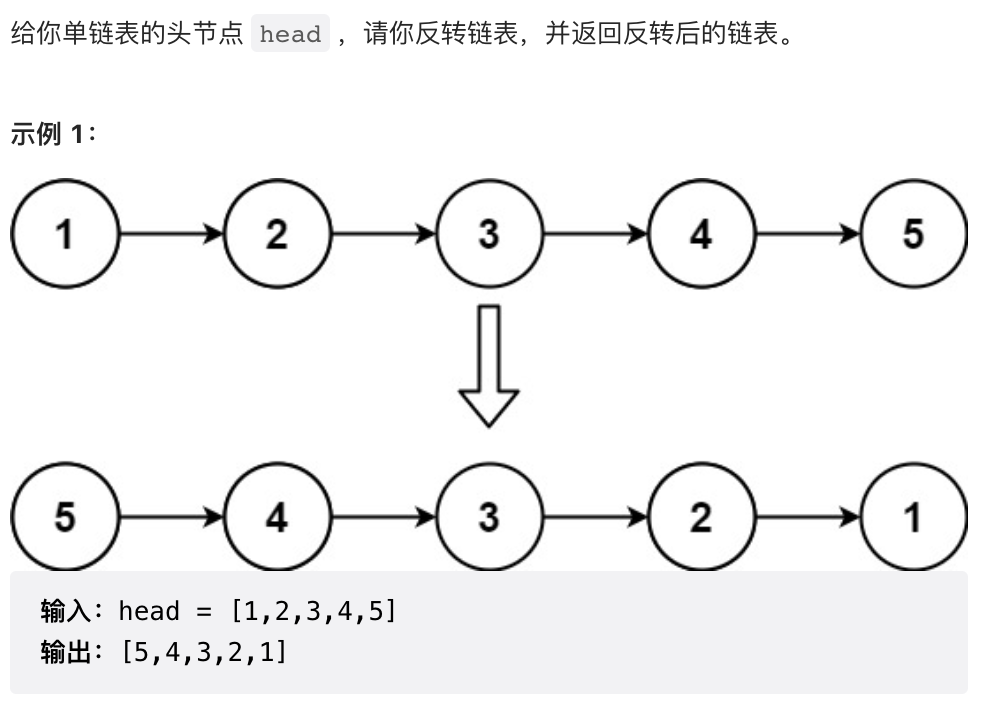 给你单链表的头节点 head ，请你反转链表，并返回反转后的链表。
示例 1：
1 2 3 4 5
5 4 3 2 1
输入：head = [1,2,3,4,5]
输出：[5,4,3,2,1]